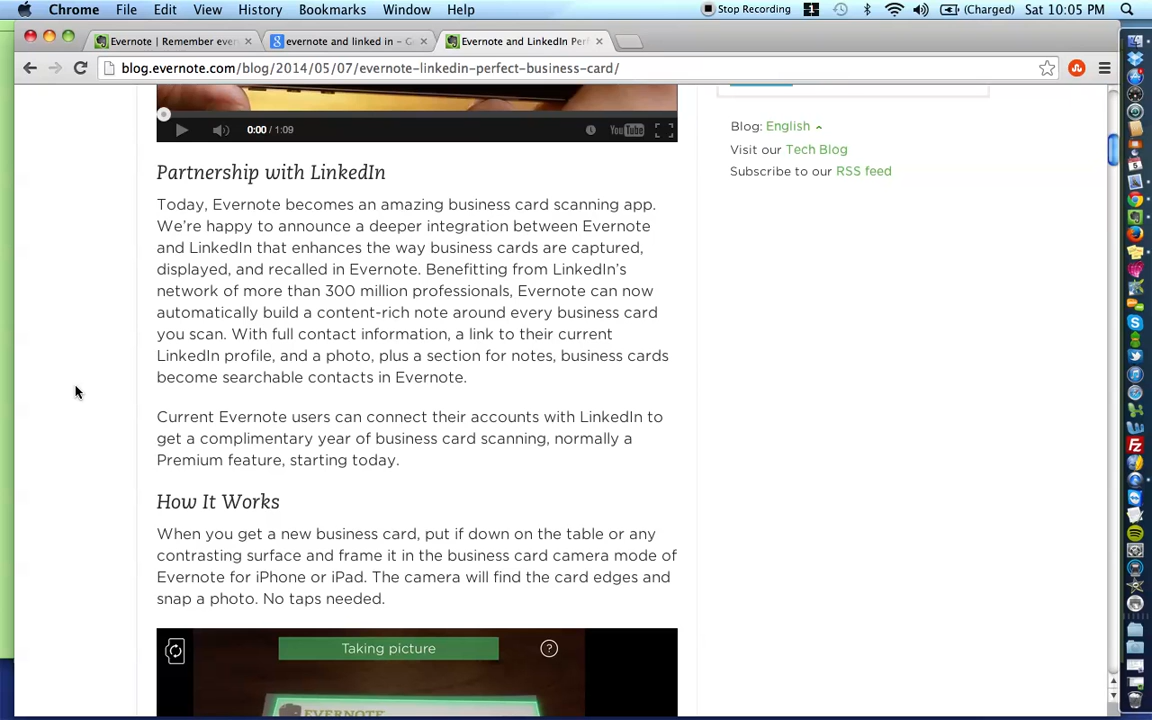 Chrome File Edit View History Bookmarks Window Help Stop Recording (Charged) Sat 10:05 PM
Evernote | Remember ever
evernote and linked in – G
Evernote and LinkedIn Per
blog.evernote.com/blog/2014/05/07/evernote-linkedin-perfect-business-card/
0:00 / 1:09 YouTube
Blog: English
Visit our Tech Blog
Subscribe to our RSS feed
Partnership with LinkedIn
Today, Evernote becomes an amazing business card scanning app.
We're happy to announce a deeper integration between Evernote
and LinkedIn that enhances the way business cards are captured,
displayed, and recalled in Evernote. Benefitting from LinkedIn's
network of more than 300 million professionals, Evernote can now
automatically build a content-rich note around every business card
you scan. With full contact information, a link to their current
LinkedIn profile, and a photo, plus a section for notes, business cards
become searchable contacts in Evernote.
Current Evernote users can connect their accounts with LinkedIn to
get a complimentary year of business card scanning, normally a
Premium feature, starting today.
How It Works
When you get a new business card, put if down on the table or any
contrasting surface and frame it in the business card camera mode of
Evernote for iPhone or iPad. The camera will find the card edges and
snap a photo. No taps needed.
Taking picture ?
EVERNOTE